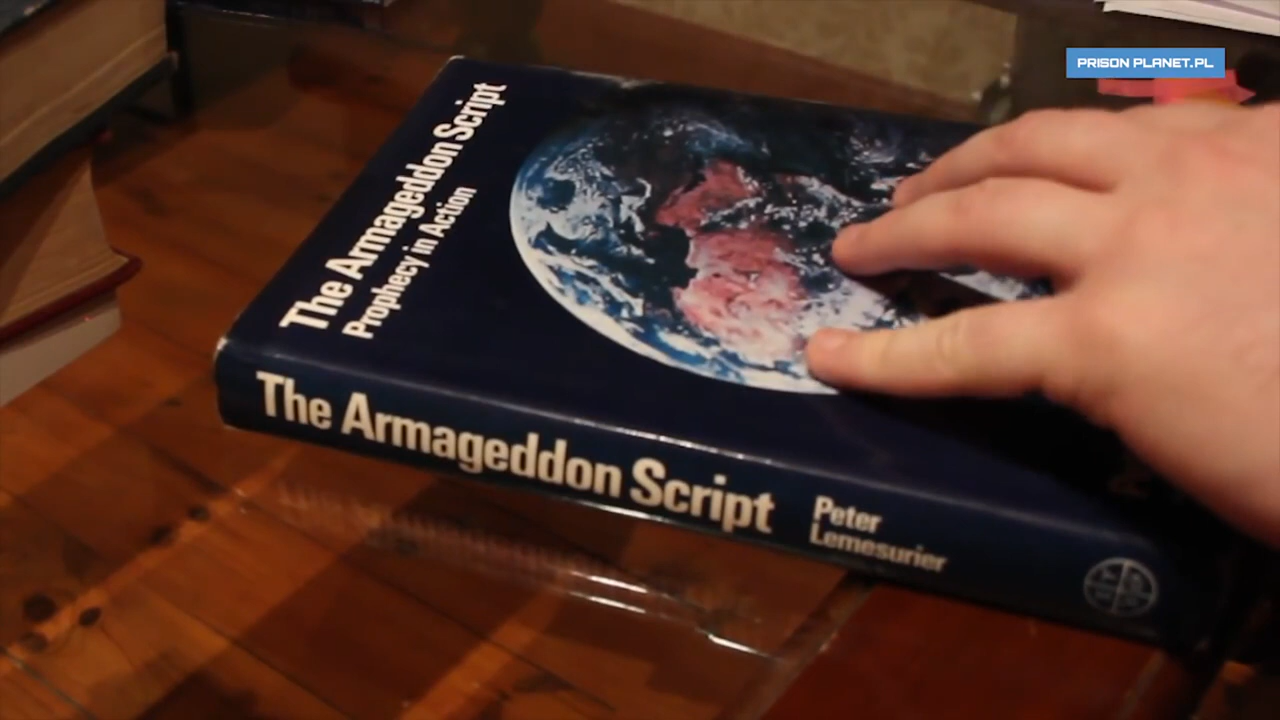 PRISON PLANET.PL
The Armageddon Script
Prophecy in Action
The Armageddon Script
Peter
Lemesurier